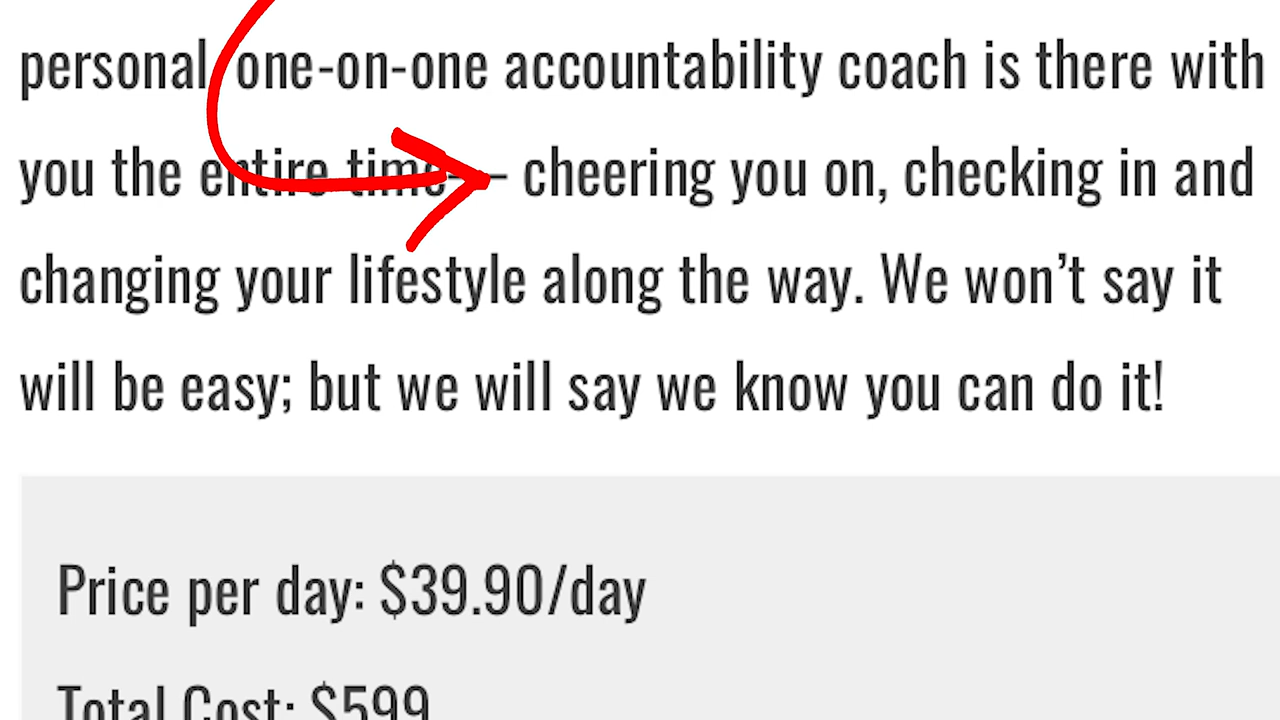 personal, one-on-one accountability coach is there with
you the entire time — cheering you on, checking in and
changing your lifestyle along the way. We won’t say it
will be easy; but we will say we know you can do it!
Price per day: $39.90/day
Total Cost: $599